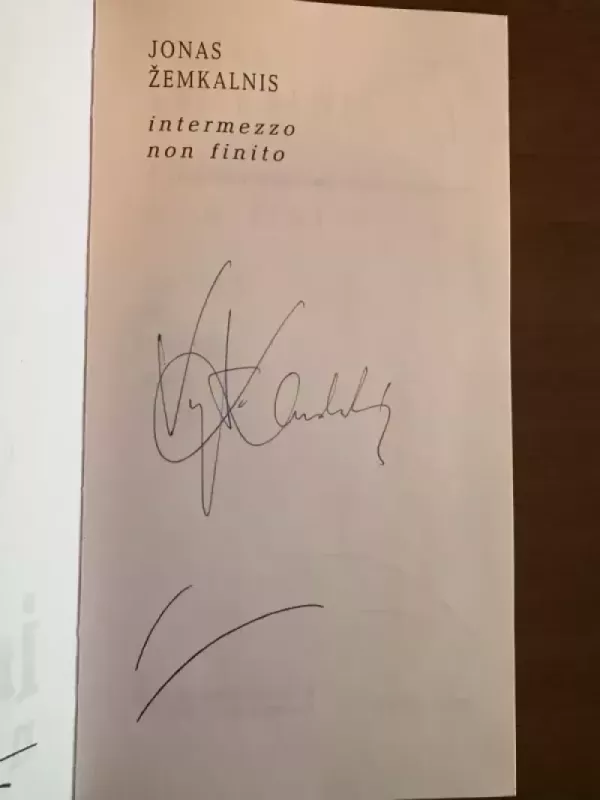 JONAS
ŽEMKALNIS
intermezzo
non finito